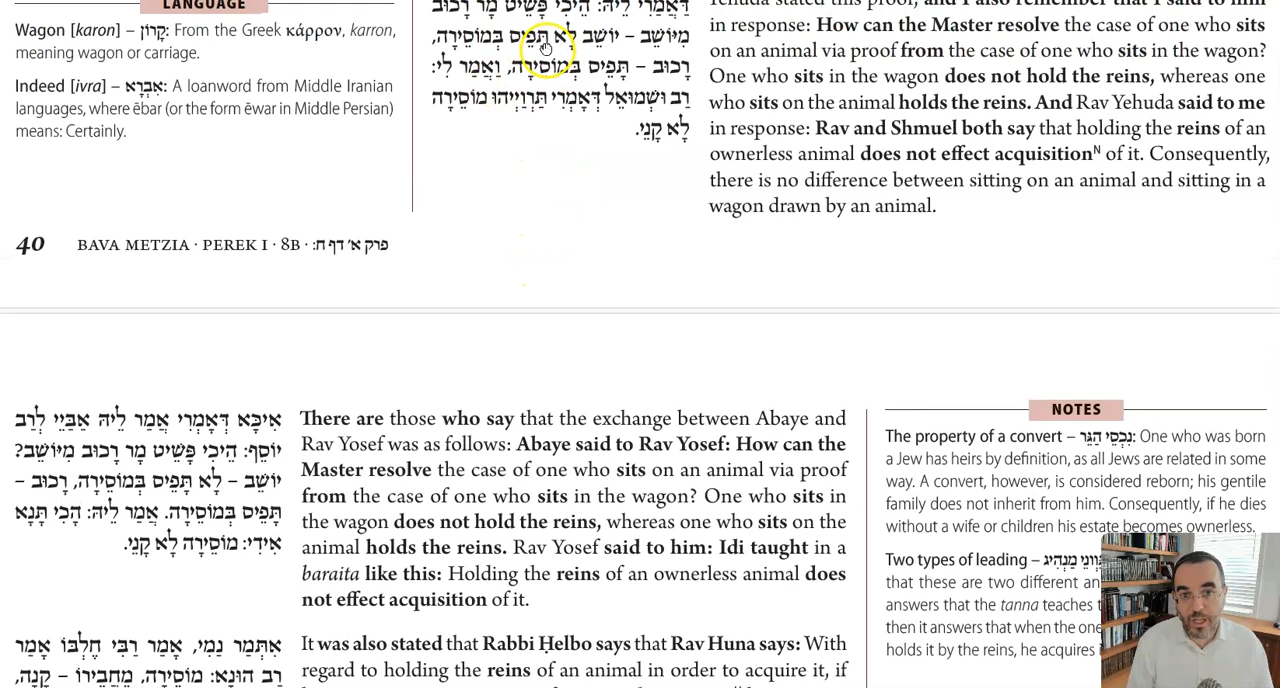 LANGUAGE
Wagon [karon] – קָרוֹן: From the Greek κάρρον, karron,
meaning wagon or carriage.
Indeed [ivra] – אִבְרָא: A loanword from Middle Iranian
languages, where ēbar (or the form ēwar in Middle Persian)
means: Certainly.
דַּאֲמַרִי לֵיהּ: הֵיכִי פָּשֵׁיט מָר רָכוּב
מִיּוֹשֵׁב – יוֹשֵׁב לָא תָּפֵיס בְּמוֹסֵירָה,
רָכוּב – תָּפֵיס בְּמוֹסֵירָה, וַאֲמַר לִי:
רַב וּשְׁמוּאֵל דְּאָמְרִי תַּרְוַיְיהוּ מוֹסֵירָה
לָא קָנֵי.
Yehuda stated this proof, and I also remember that I said to him
in response: How can the Master resolve the case of one who sits
on an animal via proof from the case of one who sits in the wagon?
One who sits in the wagon does not hold the reins, whereas one
who sits on the animal holds the reins. And Rav Yehuda said to me
in response: Rav and Shmuel both say that holding the reins of an
ownerless animal does not effect acquisitionᴺ of it. Consequently,
there is no difference between sitting on an animal and sitting in a
wagon drawn by an animal.
40 BAVA METZIA · PEREK I · 8B · פרק א׳ דף ח:
אִיכָּא דְּאָמְרִי אֲמַר לֵיהּ אַבַּיֵי לְרַב
יוֹסֵף: הֵיכִי פָּשֵׁיט מָר רָכוּב מִיּוֹשֵׁב?
יוֹשֵׁב – לָא תָּפֵיס בְּמוֹסֵירָה, רָכוּב –
תָּפֵיס בְּמוֹסֵירָה. אֲמַר לֵיהּ: הָכִי תָּנָא
אִידִי: מוֹסֵירָה לָא קָנֵי.
There are those who say that the exchange between Abaye and
Rav Yosef was as follows: Abaye said to Rav Yosef: How can the
Master resolve the case of one who sits on an animal via proof
from the case of one who sits in the wagon? One who sits in
the wagon does not hold the reins, whereas one who sits on the
animal holds the reins. Rav Yosef said to him: Idi taught in a
baraita like this: Holding the reins of an ownerless animal does
not effect acquisition of it.
אִתְּמַר נַמִי, אָמַר רַבִּי חֶלְבּוֹ אָמַר
רַב הוּנָא: מוֹסֵירָה, מֵחֲבֵירוֹ – קָנָה,
It was also stated that Rabbi Ḥelbo says that Rav Huna says: With
regard to holding the reins of an animal in order to acquire it, if
NOTES
The property of a convert – נִכְסֵי הַגֵּר: One who was born
a Jew has heirs by definition, as all Jews are related in some
way. A convert, however, is considered reborn; his gentile
family does not inherit from him. Consequently, if he dies
without a wife or children his estate becomes ownerless.
Two types of leading –
that these are two different
answers that the tanna teaches
then it answers that when the one
holds it by the reins, he acquires